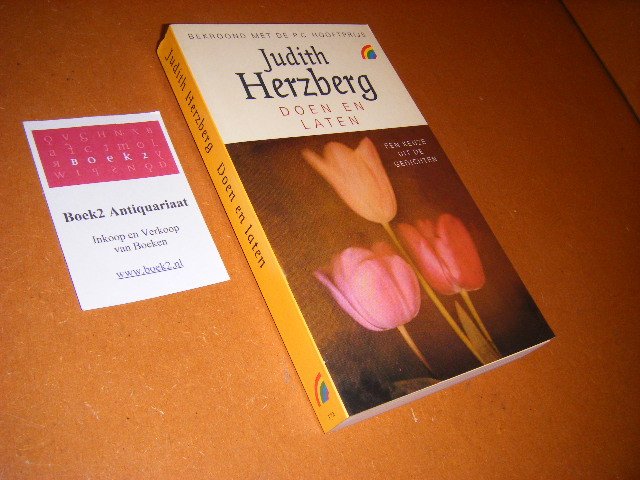 BEKROOND MET DE P.C. HOOFTPRIJS
Judith
Herzberg
DOEN EN
LATEN
EEN KEUZE
UIT DE
GEDICHTEN
Judith Herzberg Doen en laten
BOEK2
Boek2 Antiquariaat
Inkoop en Verkoop
van Boeken
www.boek2.nl